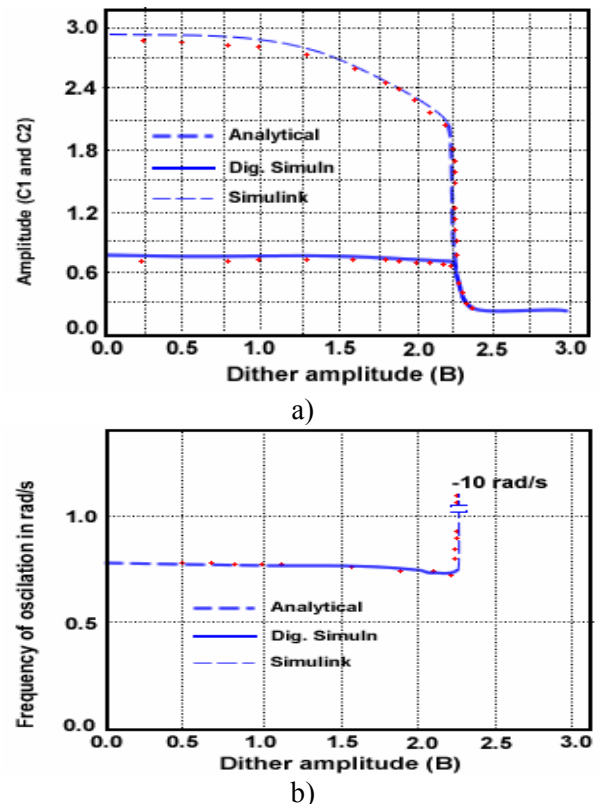 3.0
2.4
1.8
1.2
0.6
0.0
Amplitude (C1 and C2)
Analytical
Dig. Simuln
Simulink
0.0 0.5 1.0 1.5 2.0 2.5 3.0
Dither amplitude (B)
a)
-10 rad/s
1.0
0.5
0.0
Frequency of oscilation in rad/s
Analytical
Dig. Simuln
Simulink
0.0 0.5 1.0 1.5 2.0 2.5 3.0
Dither amplitude (B)
b)